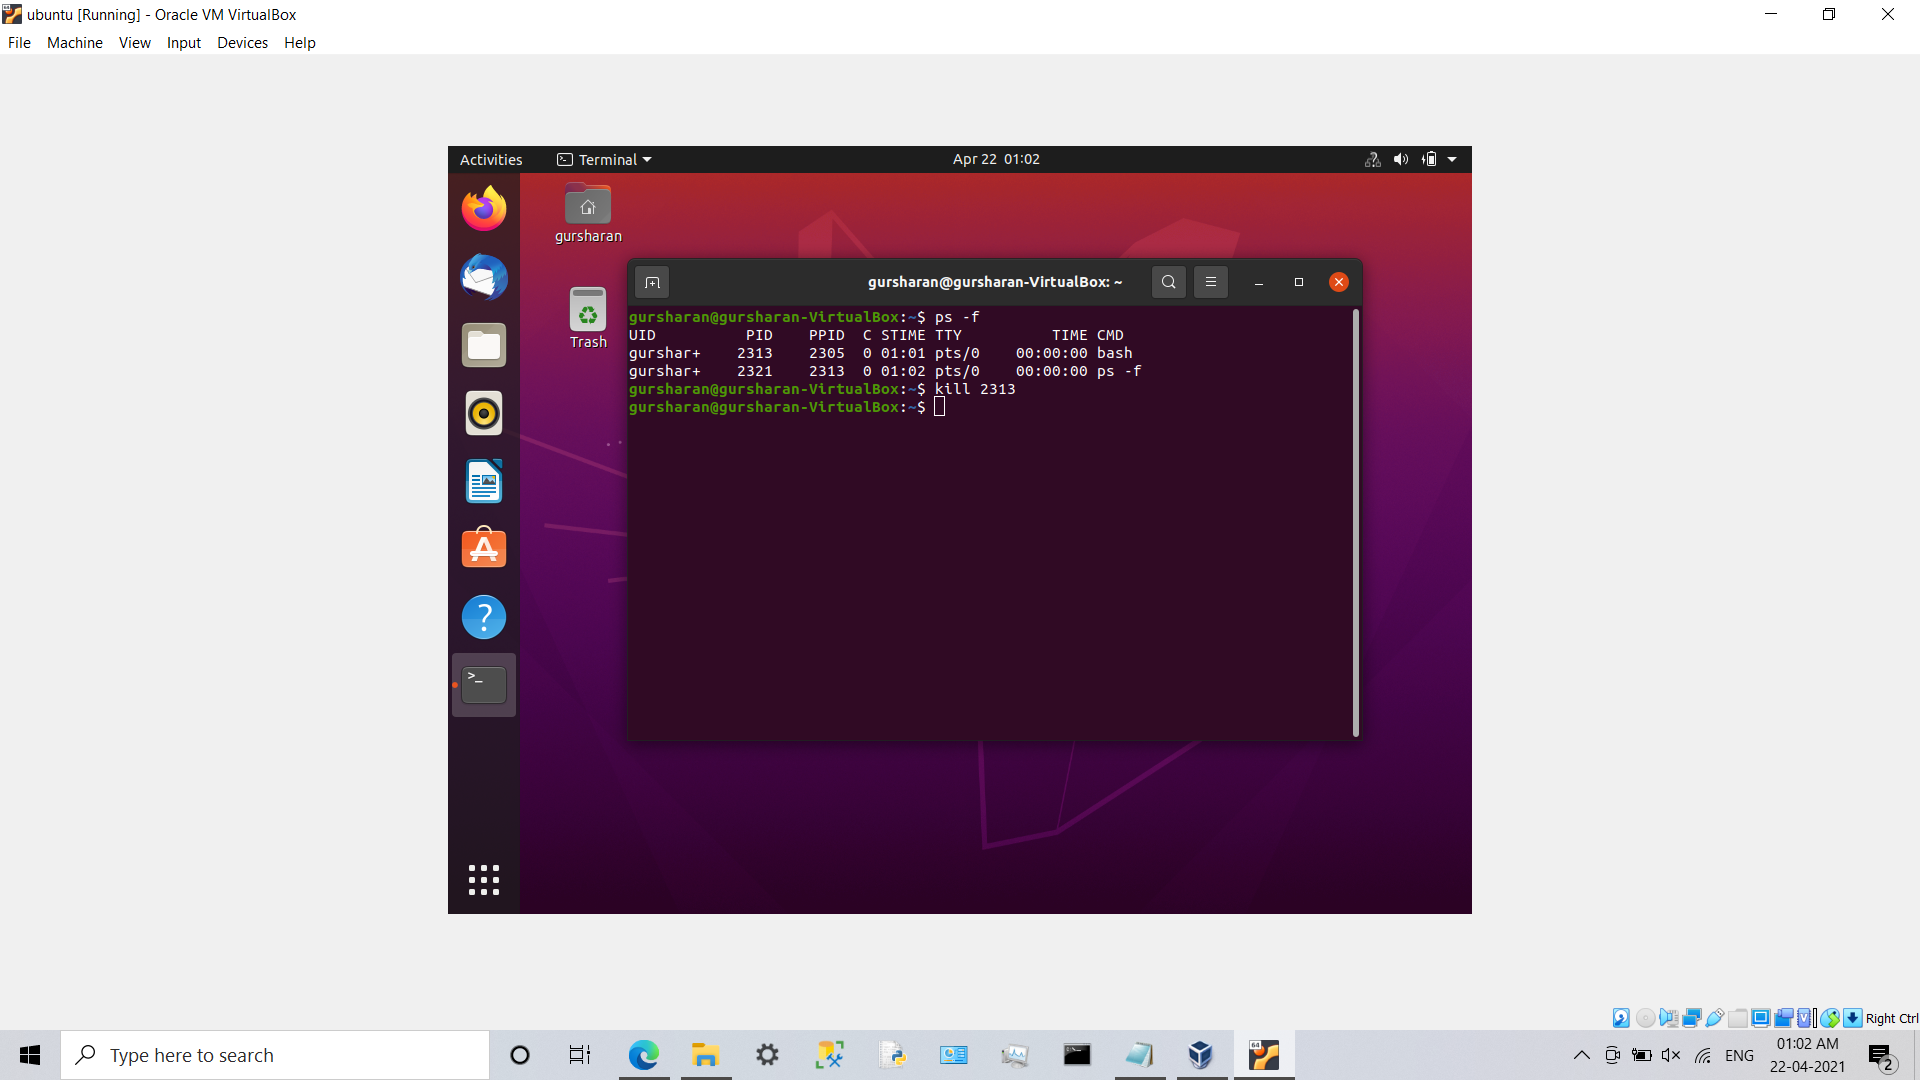 ubuntu [Running] - Oracle VM VirtualBox
File Machine View Input Devices Help
Activities Terminal Apr 22 01:02
gursharan
Trash
gursharan@gursharan-VirtualBox: ~
gursharan@gursharan-VirtualBox:~$ ps -f
UID          PID    PPID  C STIME TTY          TIME CMD
gurshar+    2313    2305  0 01:01 pts/0    00:00:00 bash
gurshar+    2321    2313  0 01:02 pts/0    00:00:00 ps -f
gursharan@gursharan-VirtualBox:~$ kill 2313
gursharan@gursharan-VirtualBox:~$
Right Ctrl
Type here to search
ENG
01:02 AM
22-04-2021
2